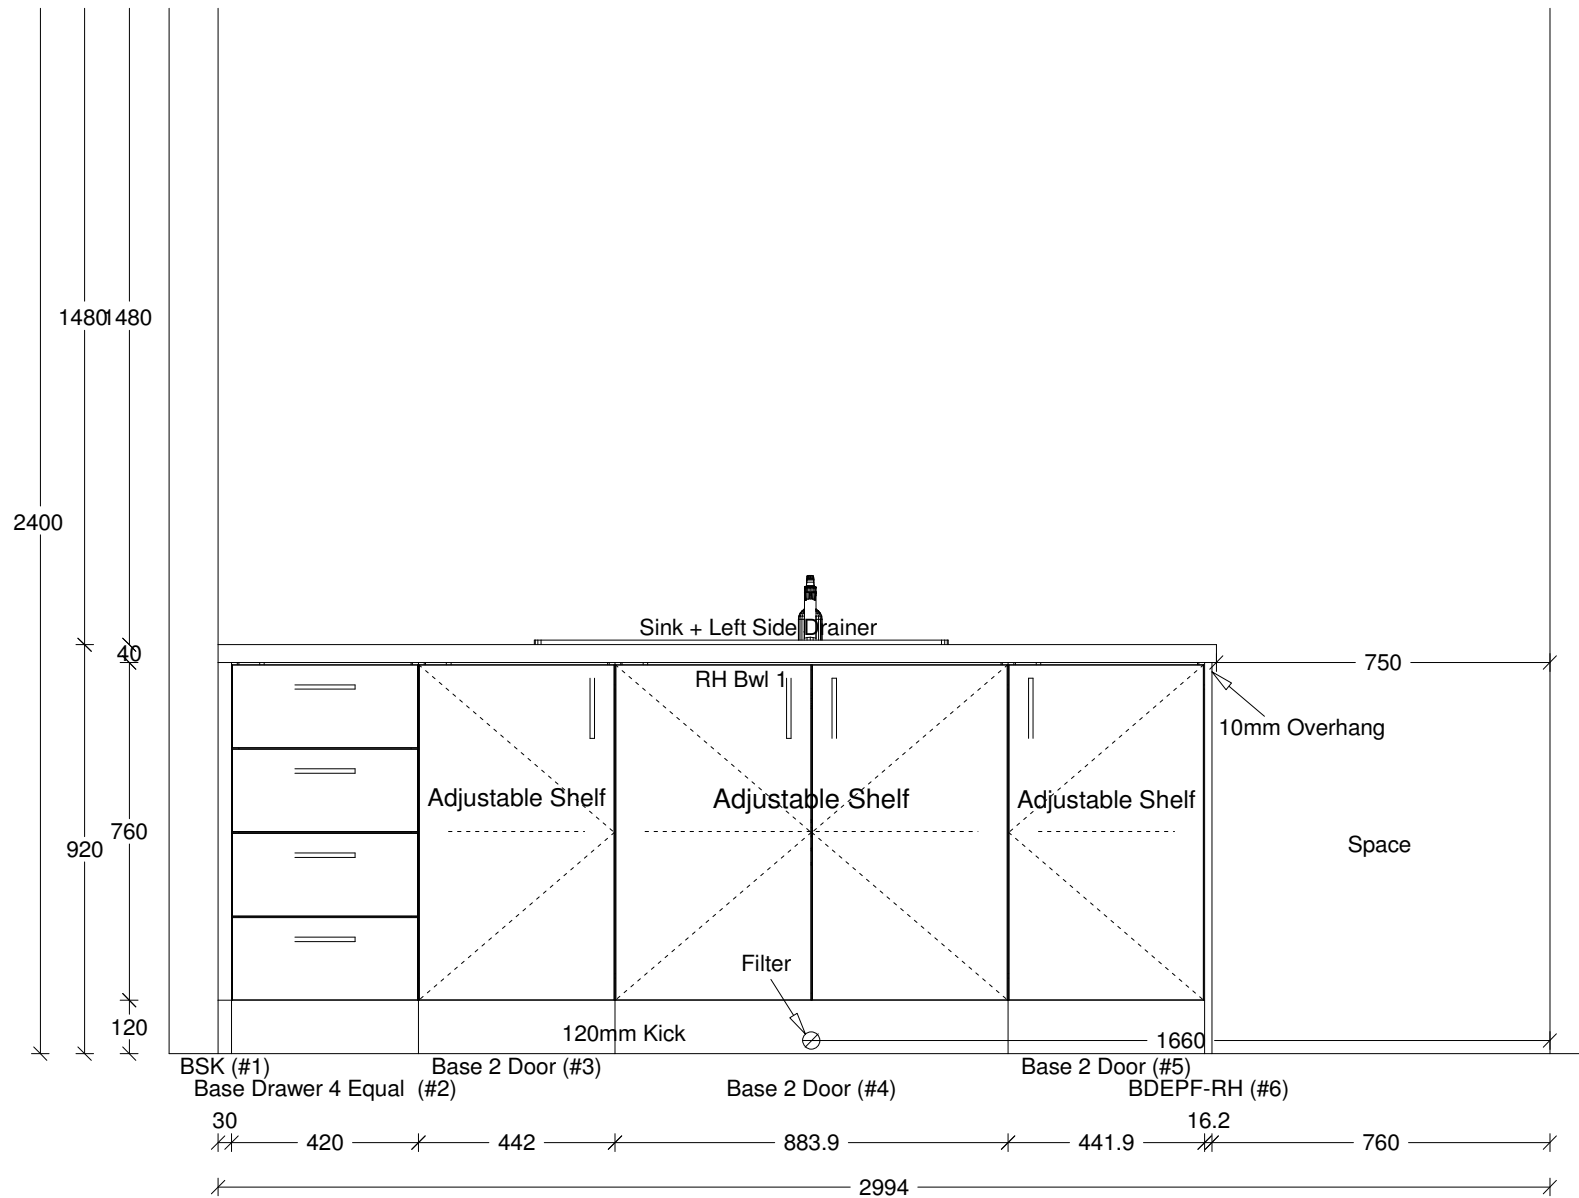 1480
1480
2400
Sink + Left Side Drainer
40
750
RH Bwl 1
10mm Overhang
Adjustable Shelf
Adjustable Shelf
Adjustable Shelf
760
920
Space
Filter
120
120mm Kick
1660
BSK (#1)
Base 2 Door (#3)
Base 2 Door (#5)
Base Drawer 4 Equal (#2)
Base 2 Door (#4)
BDEPF-RH (#6)
30
16.2
420
442
883.9
441.9
760
2994